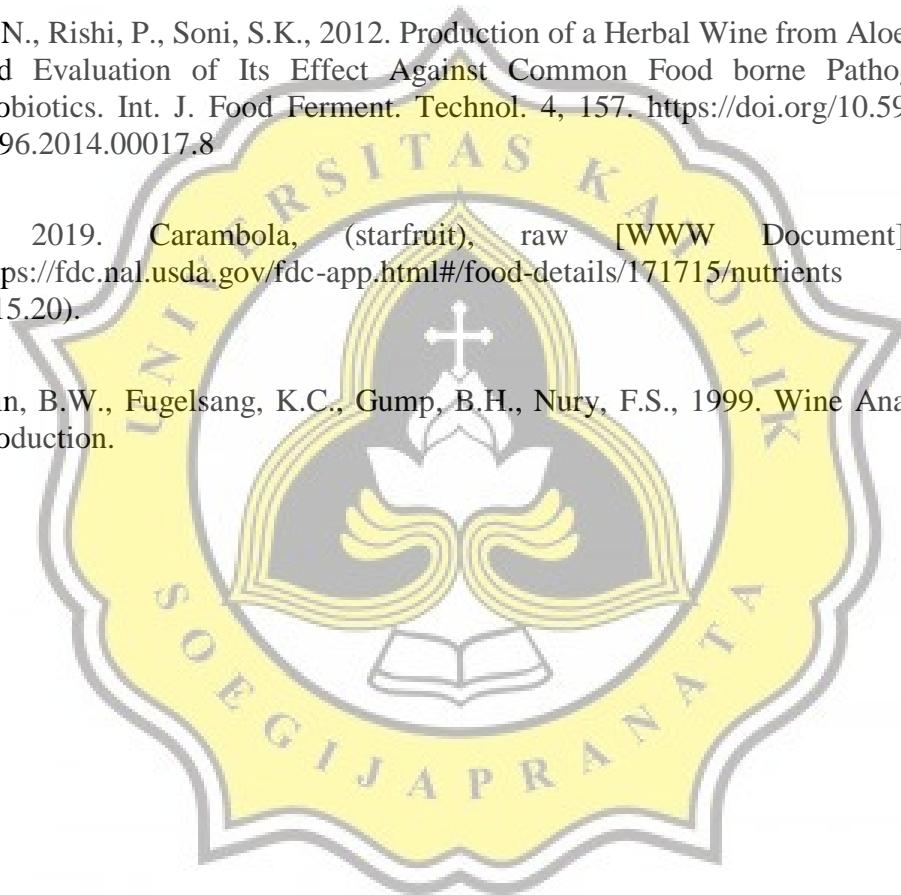 N., Rishi, P., Soni, S.K., 2012. Production of a Herbal Wine from Aloe
d Evaluation of Its Effect Against Common Food borne Patho
obiotics. Int. J. Food Ferment. Technol. 4, 157. https://doi.org/10.59
96.2014.00017.8
2019. Carambola, (starfruit), raw [WWW Document]
ps://fdc.nal.usda.gov/fdc-app.html#/food-details/171715/nutrients
15.20).
in, B.W., Fugelsang, K.C., Gump, B.H., Nury, F.S., 1999. Wine Ana
oduction.
UNIVERSITAS KATOLIK
SOEGIJAPRANATA